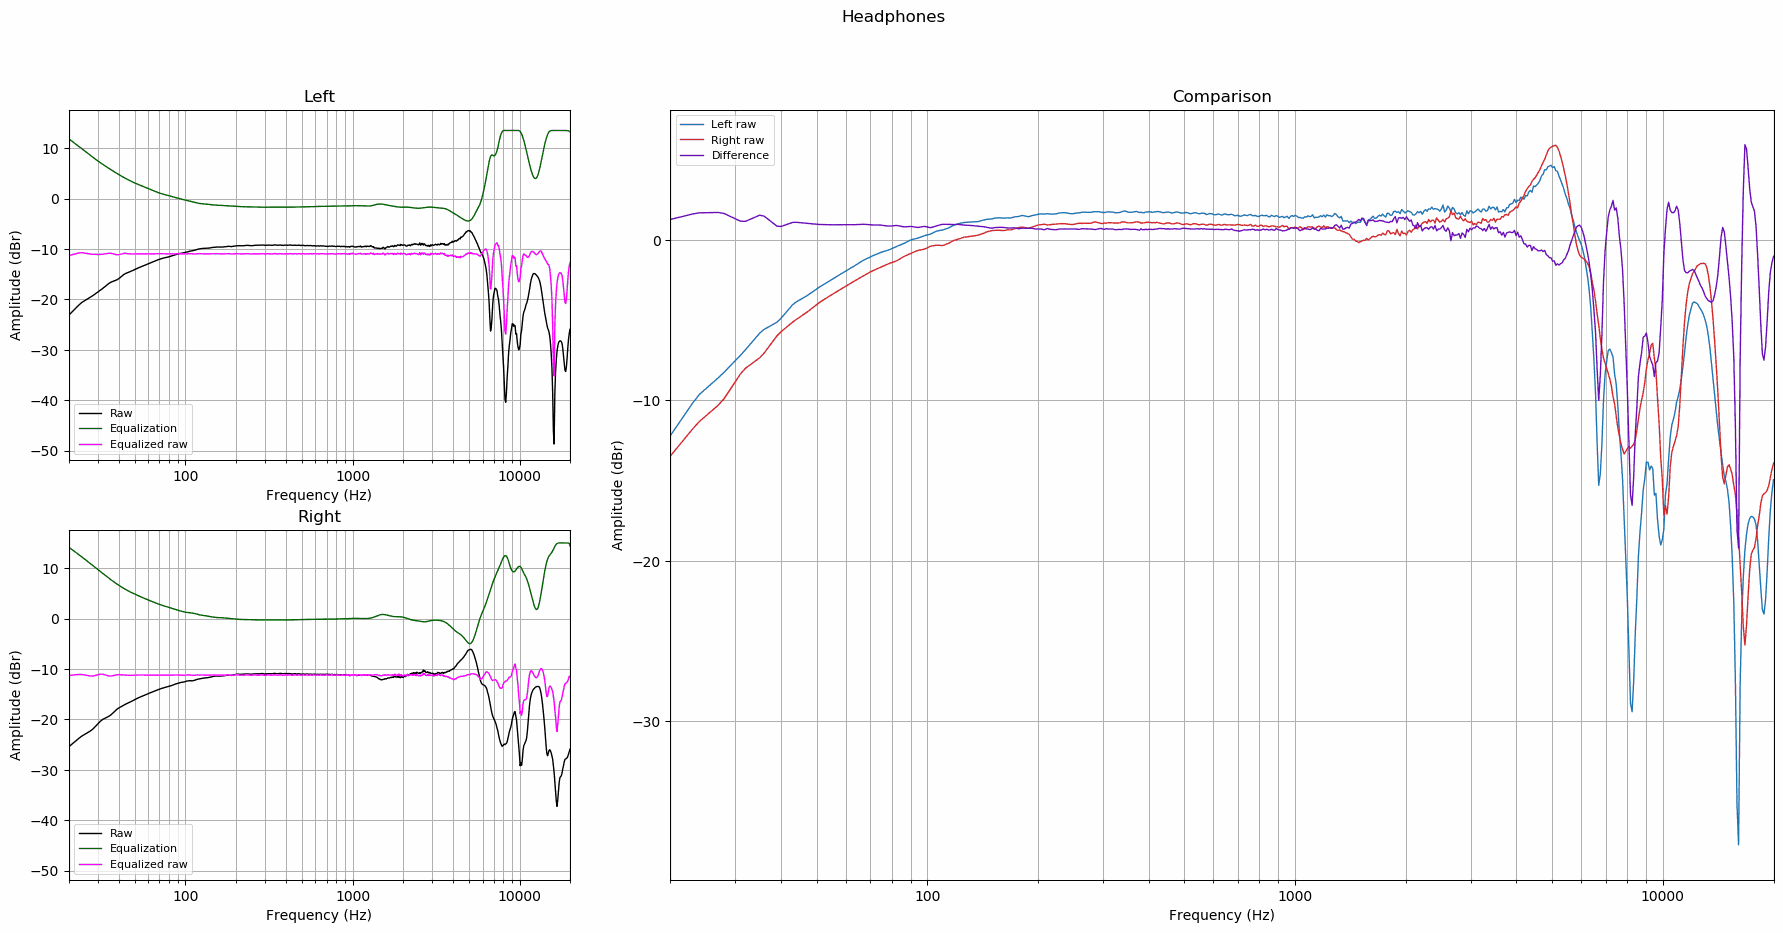 Headphones
Left
Amplitude (dBr)
10
0
−10
−20
−30
−40
−50
Raw
Equalization
Equalized raw
100
1000
10000
Frequency (Hz)
Right
Amplitude (dBr)
10
0
−10
−20
−30
−40
−50
Raw
Equalization
Equalized raw
100
1000
10000
Frequency (Hz)
Comparison
Left raw
Right raw
Difference
Amplitude (dBr)
0
−10
−20
−30
100
1000
10000
Frequency (Hz)